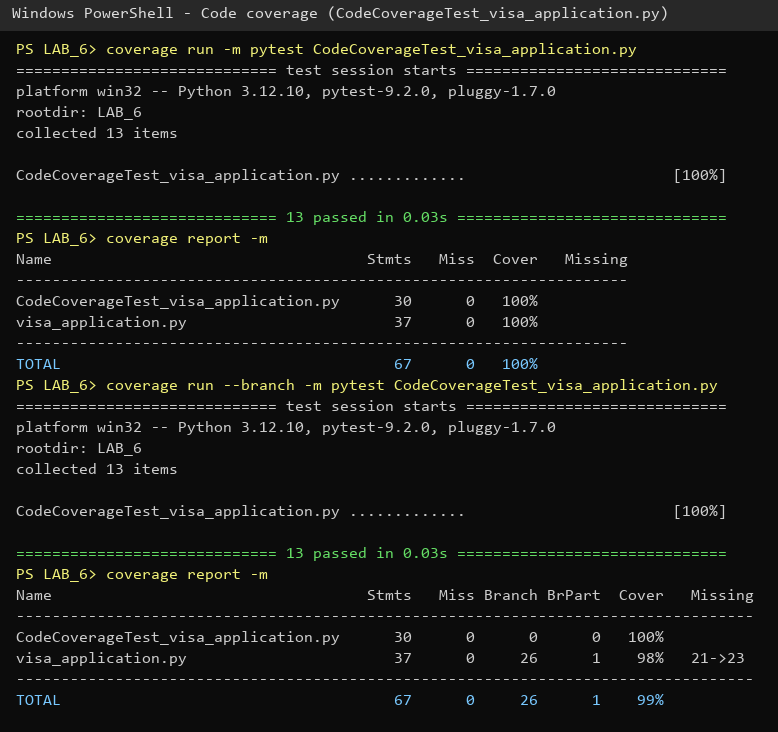 Windows PowerShell - Code coverage (CodeCoverageTest_visa_application.py)
PS LAB_6> coverage run -m pytest CodeCoverageTest_visa_application.py
============================= test session starts =============================
platform win32 -- Python 3.12.10, pytest-9.2.0, pluggy-1.7.0
rootdir: LAB_6
collected 13 items
CodeCoverageTest_visa_application.py ............. [100%]
============================= 13 passed in 0.03s ==============================
PS LAB_6> coverage report -m
Name Stmts Miss Cover Missing
--------------------------------------------------------------------
CodeCoverageTest_visa_application.py 30 0 100%
visa_application.py 37 0 100%
--------------------------------------------------------------------
TOTAL 67 0 100%
PS LAB_6> coverage run --branch -m pytest CodeCoverageTest_visa_application.py
============================= test session starts =============================
platform win32 -- Python 3.12.10, pytest-9.2.0, pluggy-1.7.0
rootdir: LAB_6
collected 13 items
CodeCoverageTest_visa_application.py ............. [100%]
============================= 13 passed in 0.03s ==============================
PS LAB_6> coverage report -m
Name Stmts Miss Branch BrPart Cover Missing
----------------------------------------------------------------------------------
CodeCoverageTest_visa_application.py 30 0 0 0 100%
visa_application.py 37 0 26 1 98% 21->23
----------------------------------------------------------------------------------
TOTAL 67 0 26 1 99%